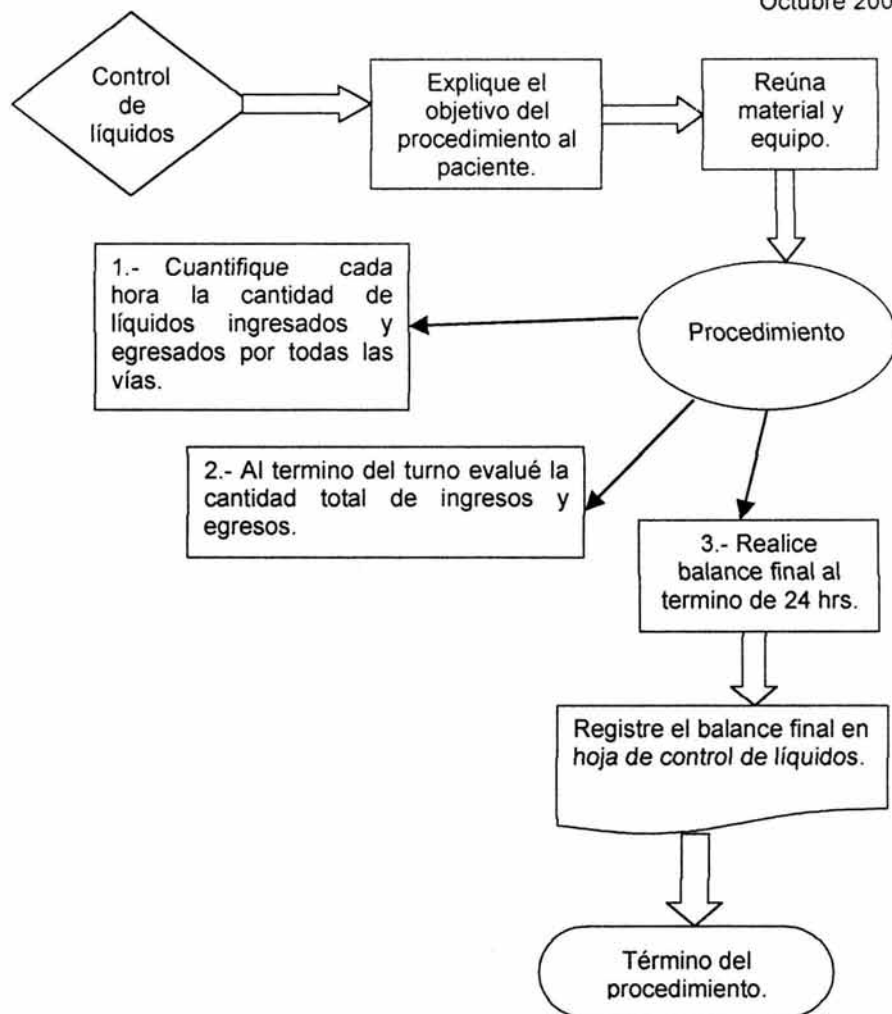 Octubre 200
Control
de
líquidos
Explique el
objetivo del
procedimiento al
paciente.
Reúna
material y
equipo.
Procedimiento
1.- Cuantifique cada
hora la cantidad de
líquidos ingresados y
egresados por todas las
vías.
2.- Al termino del turno evalué la
cantidad total de ingresos y
egresos.
3.- Realice
balance final al
termino de 24 hrs.
Registre el balance final en
hoja de control de líquidos.
Término del
procedimiento.